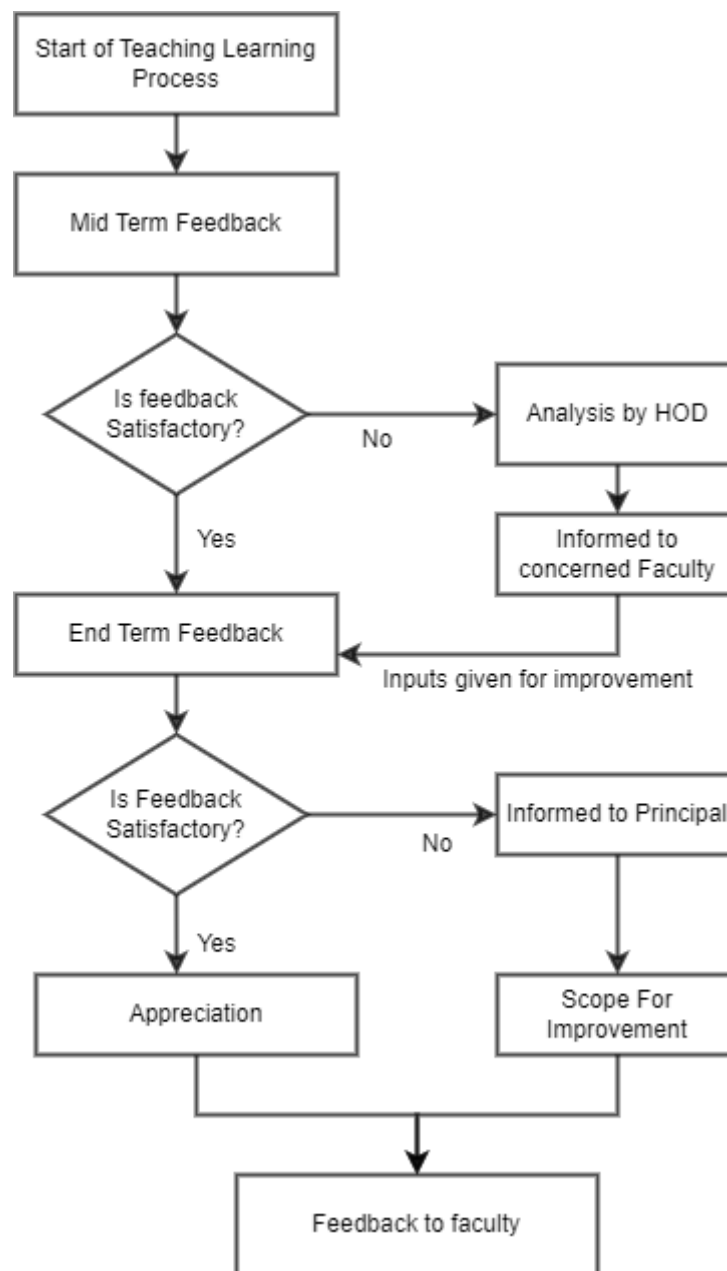 Start of Teaching Learning
Process
Mid Term Feedback
Is feedback
Satisfactory?
No
Analysis by HOD
Yes
Informed to
concerned Faculty
End Term Feedback
Inputs given for improvement
Is Feedback
Satisfactory?
No
Informed to Principal
Yes
Appreciation
Scope For
Improvement
Feedback to faculty